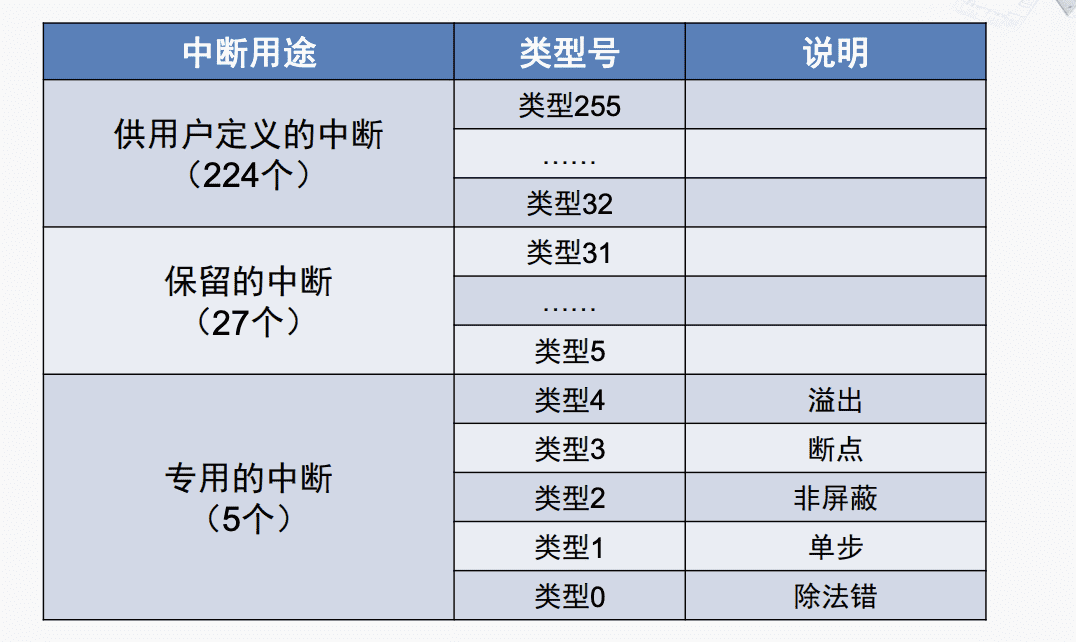 中断用途 类型号 说明
供用户定义的中断
（224个）
类型255
……
类型32
保留的中断
（27个）
类型31
……
类型5
专用的中断
（5个）
类型4 溢出
类型3 断点
类型2 非屏蔽
类型1 单步
类型0 除法错